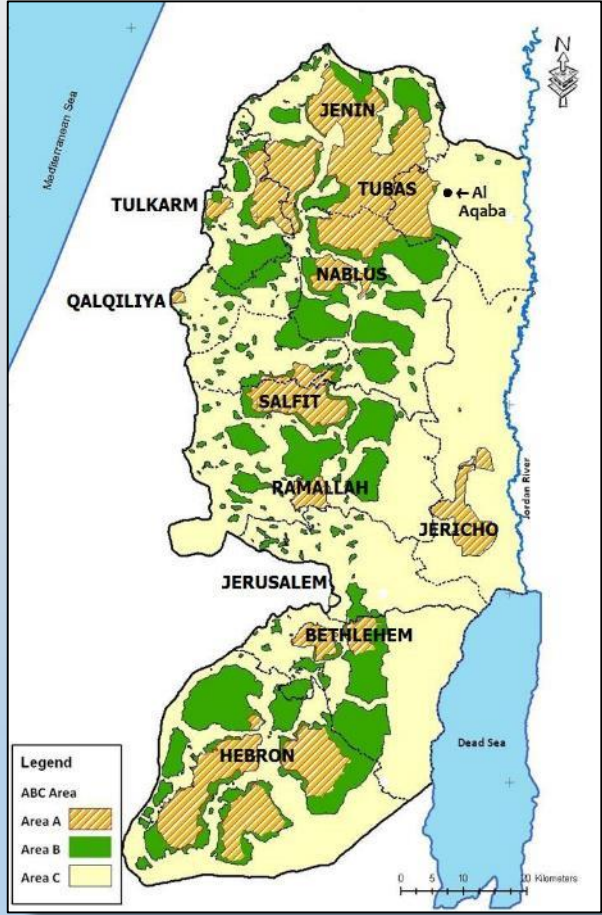 N
Mediterranean Sea
JENIN
TULKARM
TUBAS
← Al
Aqaba
NABLUS
QALQILIYA
SALFIT
RAMALLAH
JERICHO
Jordan River
JERUSALEM
BETHLEHEM
HEBRON
Dead Sea
Legend
ABC Area
Area A
Area B
Area C
0 5 10 20 Kilometers